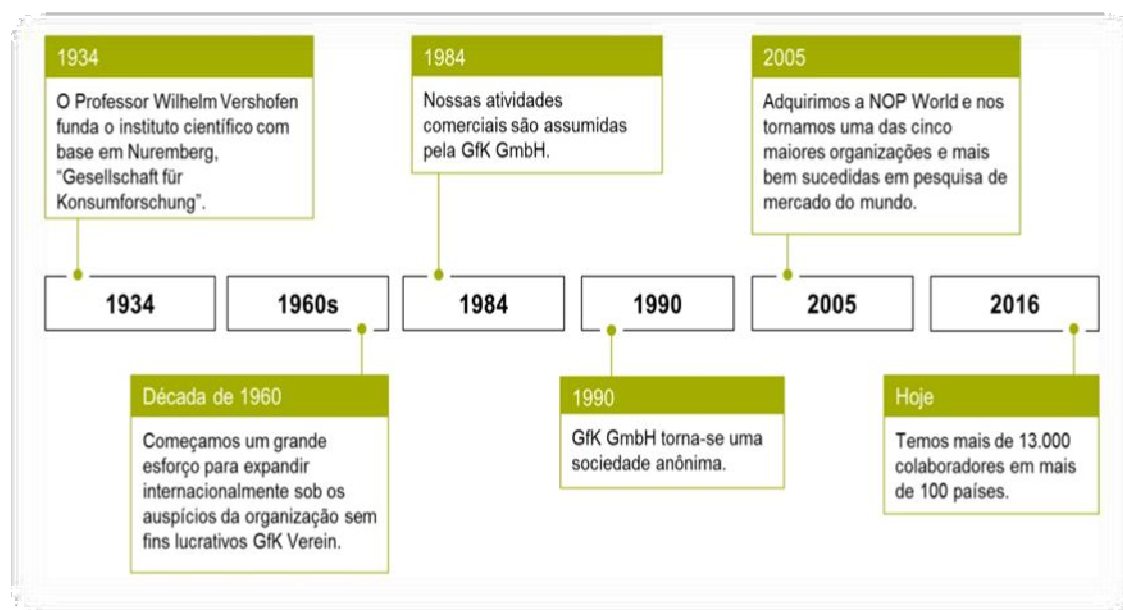 1934
O Professor Wilhelm Vershofen
funda o instituto científico com
base em Nuremberg,
“Gesellschaft für
Konsumforschung”.
1984
Nossas atividades
comerciais são assumidas
pela GfK GmbH.
2005
Adquirimos a NOP World e nos
tornamos uma das cinco
maiores organizações e mais
bem sucedidas em pesquisa de
mercado do mundo.
1934
1960s
1984
1990
2005
2016
Década de 1960
Começamos um grande
esforço para expandir
internacionalmente sob os
auspícios da organização sem
fins lucrativos GfK Verein.
1990
GfK GmbH torna-se uma
sociedade anônima.
Hoje
Temos mais de 13.000
colaboradores em mais
de 100 países.